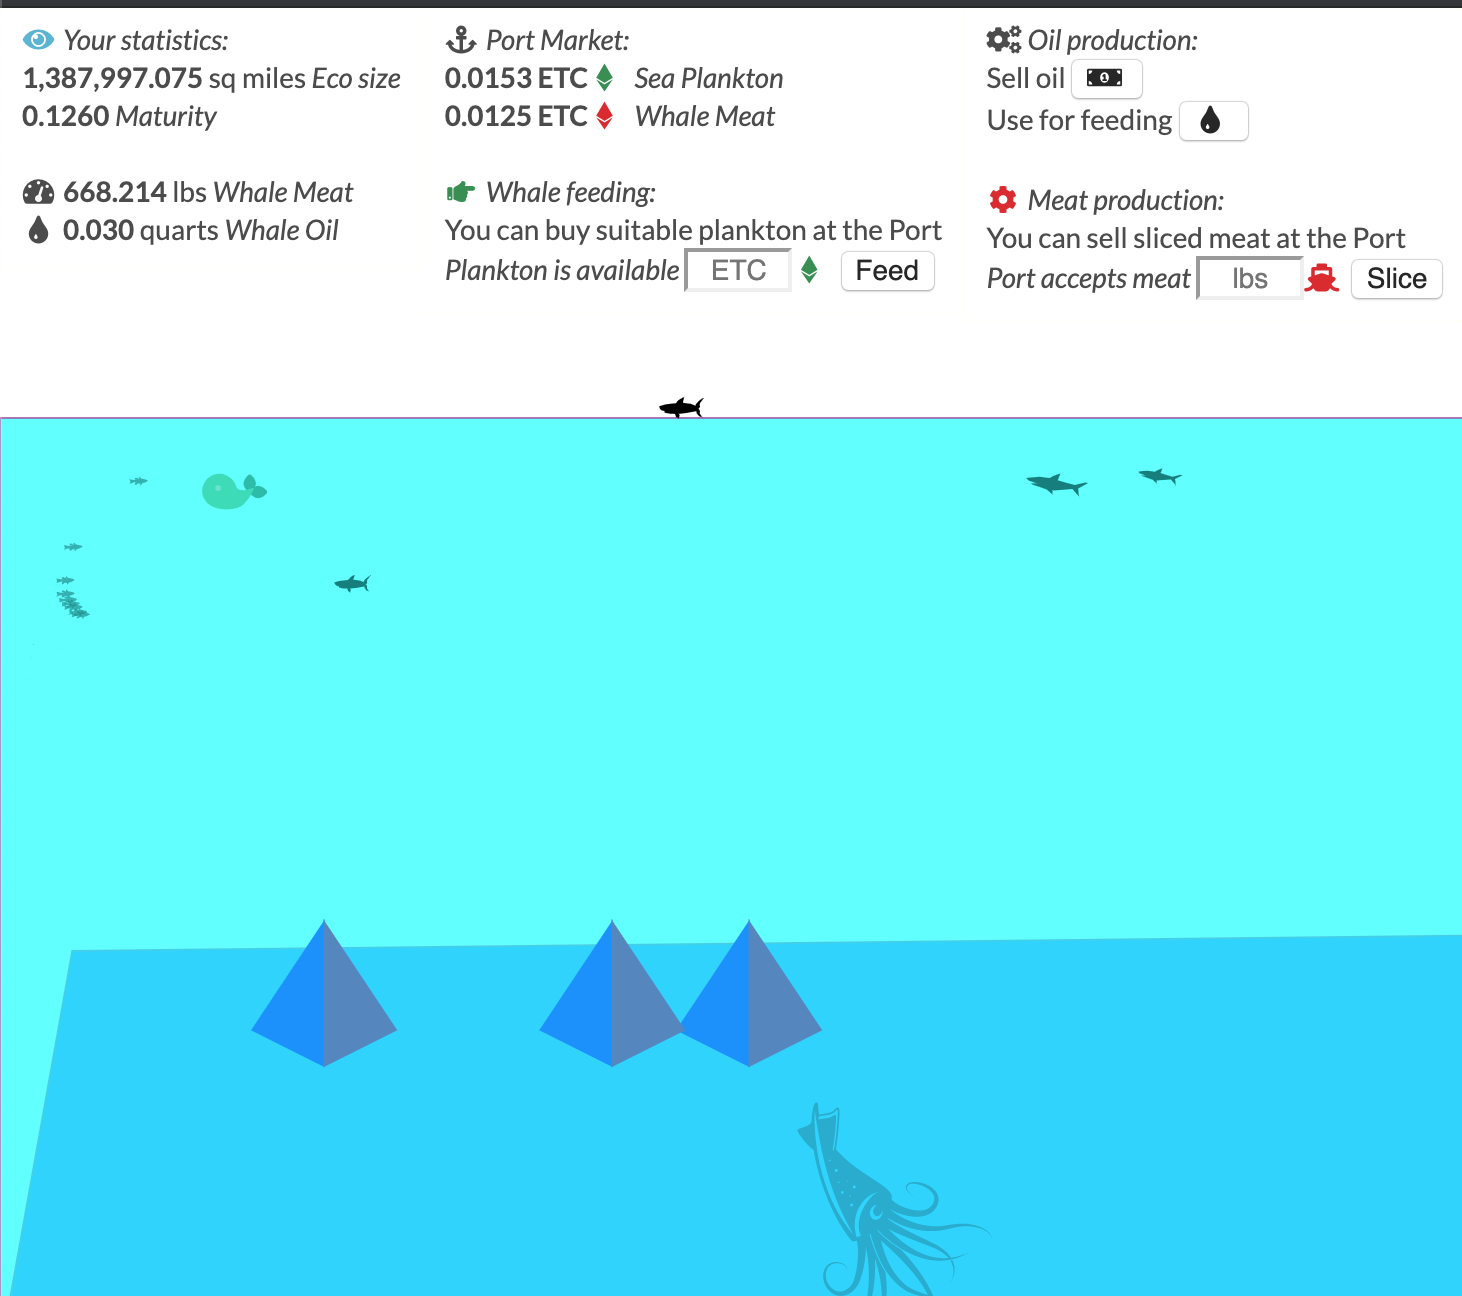 Your statistics:
1,387,997.075 sq miles Eco size
0.1260 Maturity
668.214 lbs Whale Meat
0.030 quarts Whale Oil
Port Market:
0.0153 ETC Sea Plankton
0.0125 ETC Whale Meat
Whale feeding:
You can buy suitable plankton at the Port
Plankton is available ETC Feed
Oil production:
Sell oil 1
Use for feeding
Meat production:
You can sell sliced meat at the Port
Port accepts meat lbs Slice